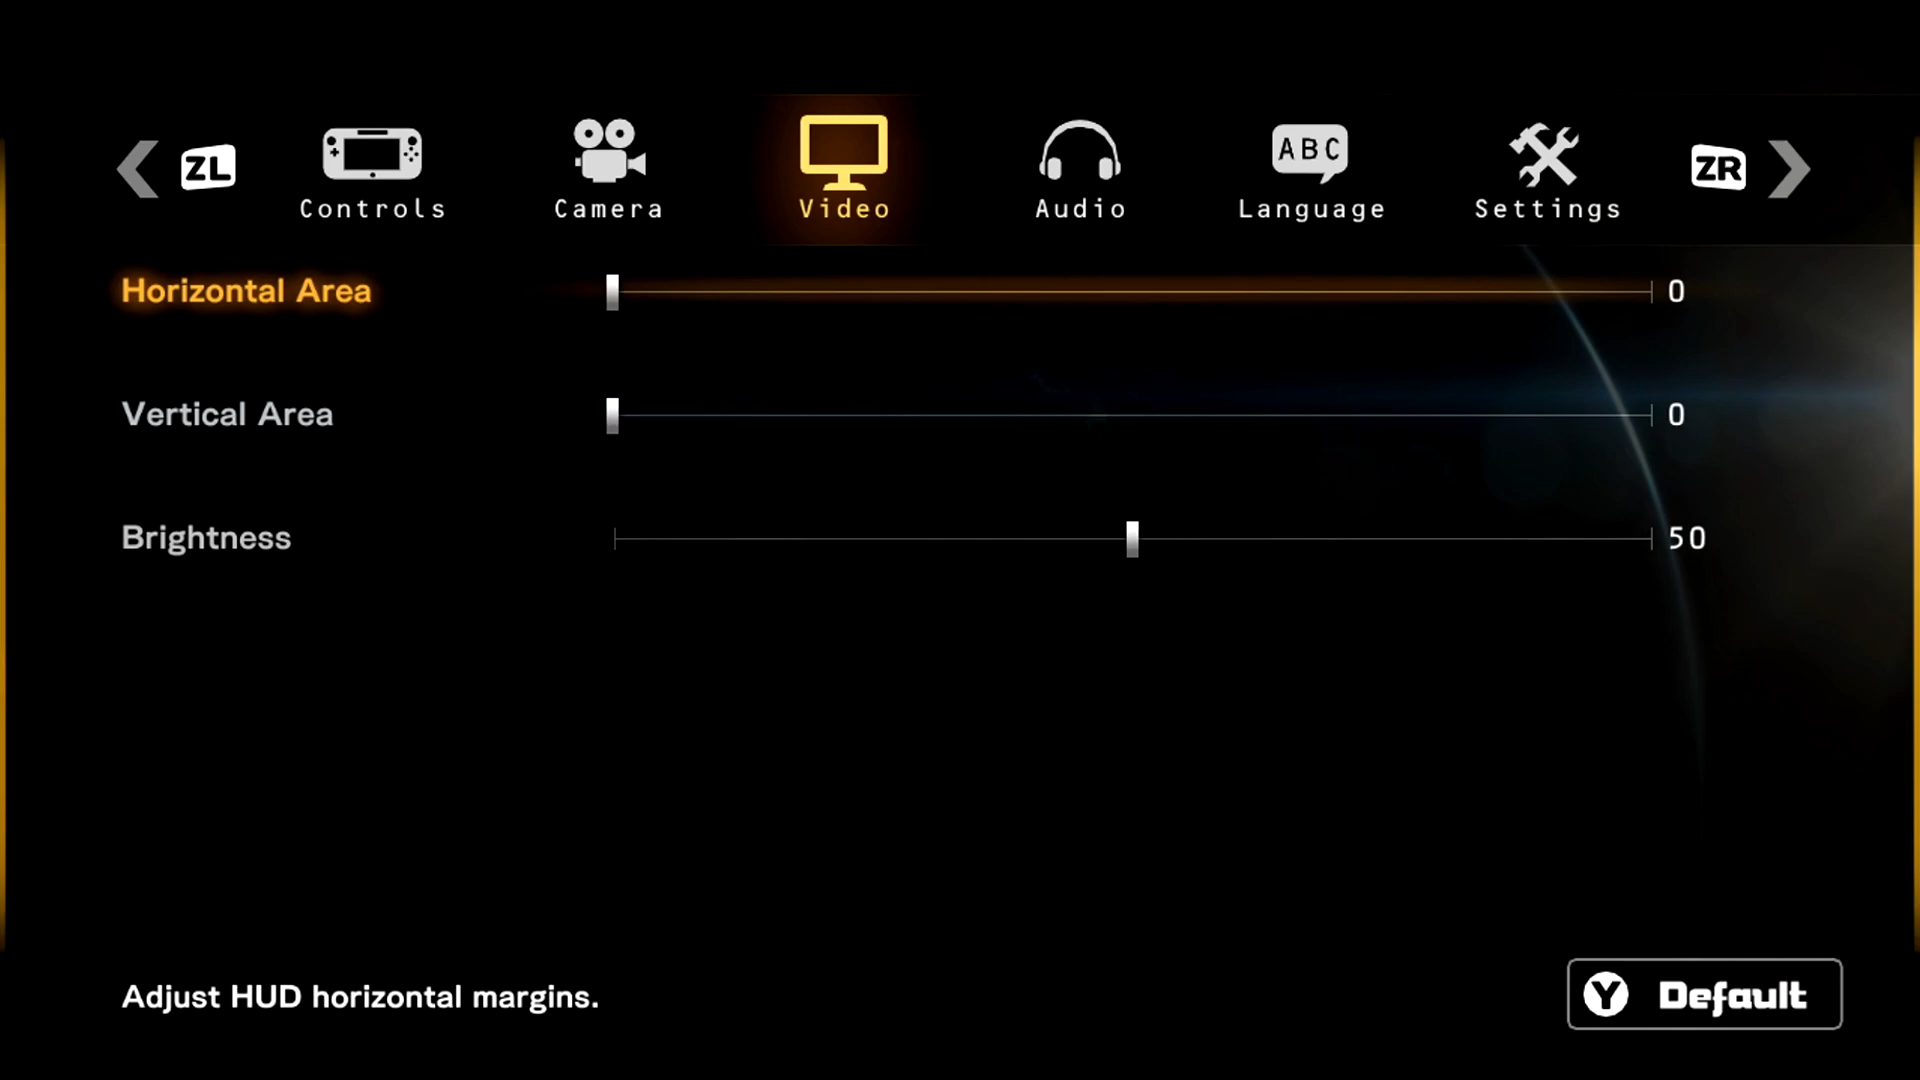 ZL
Controls
Camera
Video
Audio
ABC
Language
Settings
ZR
Horizontal Area 0
Vertical Area 0
Brightness 50
Adjust HUD horizontal margins.
Y Default